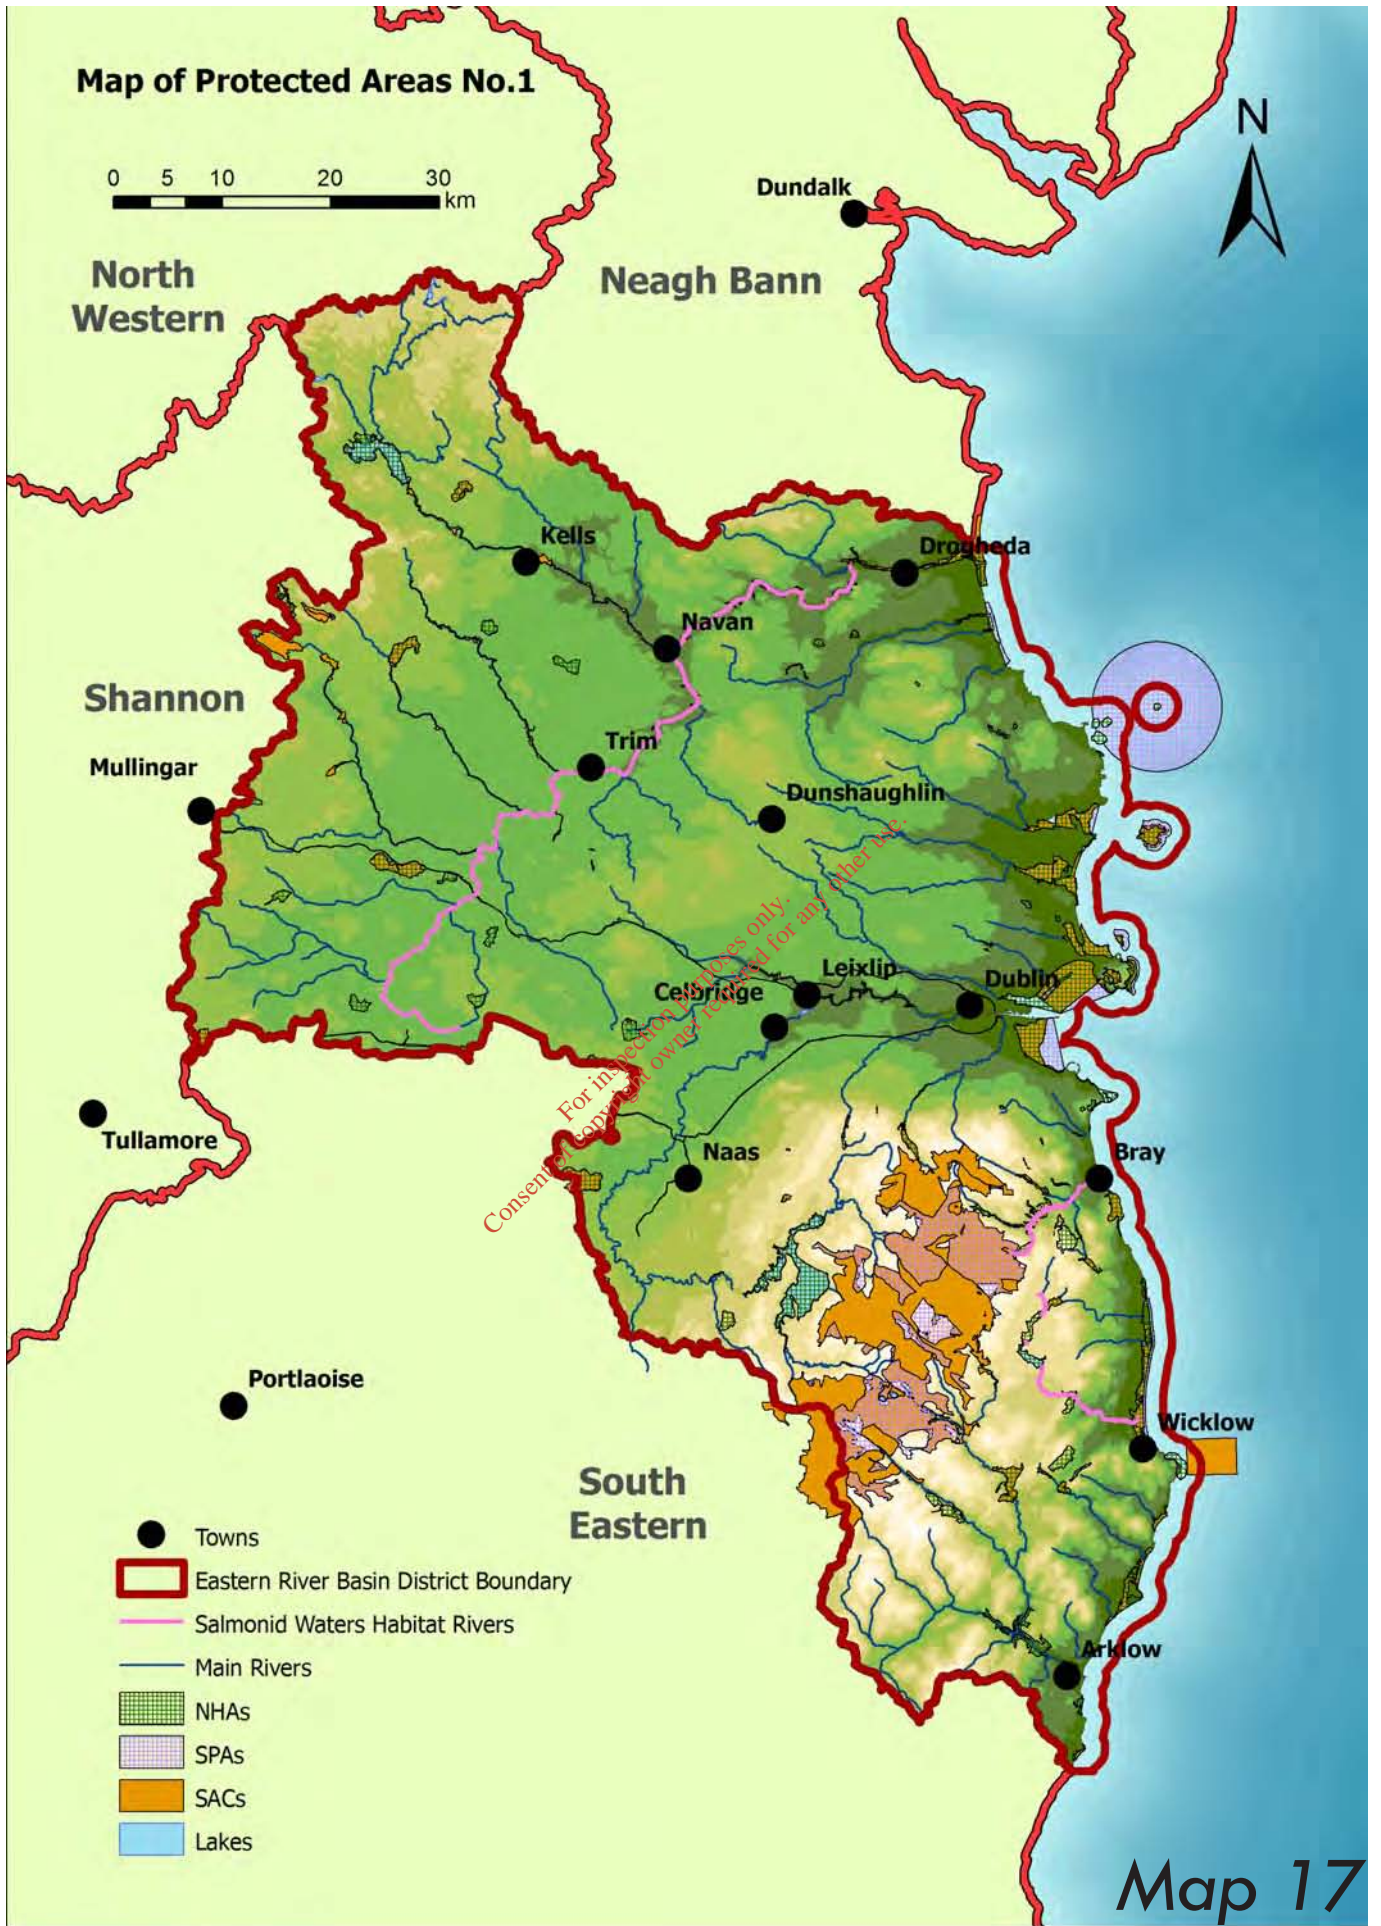 Map of Protected Areas No.1
N
0 5 10 20 30
km
Dundalk
North
Western
Neagh Bann
Kells
Drogheda
Navan
Shannon
Trim
Mullingar
Dunshaughlin
Leixlip
Celbridge
Dublin
For inspection purposes only.
Consent of copyright owner required for any other use.
Tullamore
Naas
Bray
Portlaoise
Wicklow
South
Eastern
Arklow
Towns
Eastern River Basin District Boundary
Salmonid Waters Habitat Rivers
Main Rivers
NHAs
SPAs
SACs
Lakes
Map 17